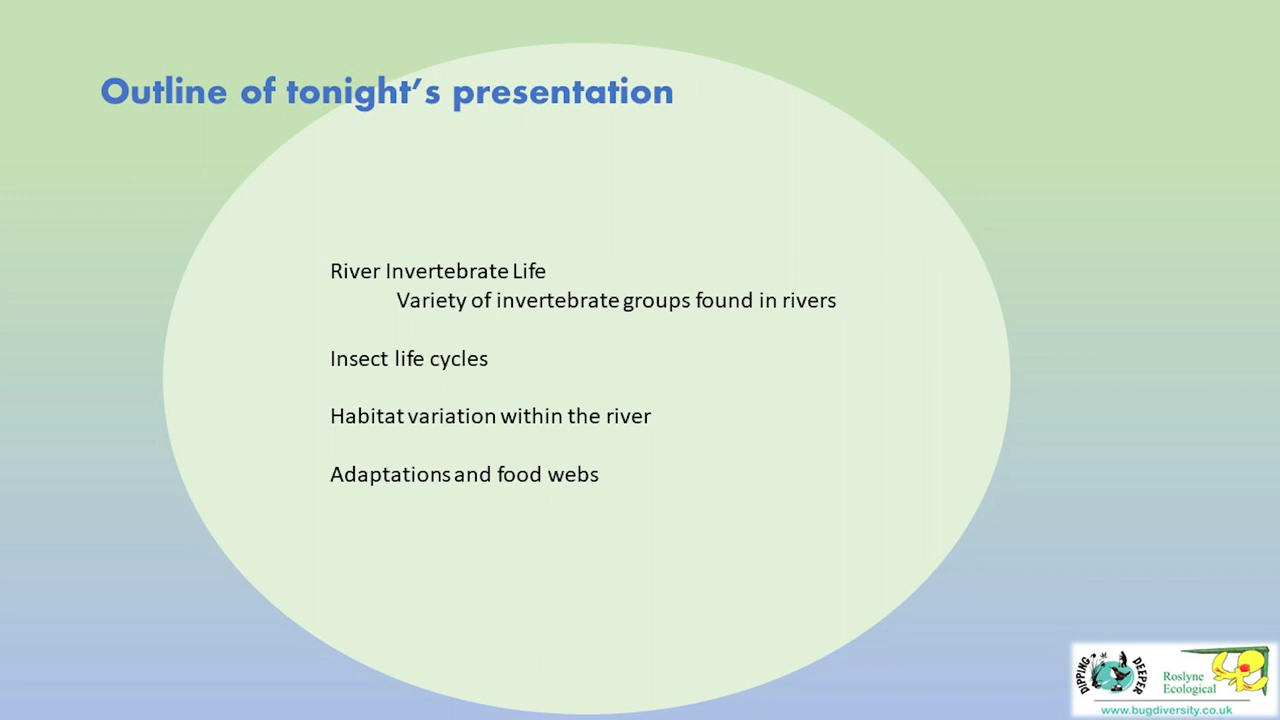 Outline of tonight's presentation
River Invertebrate Life
Variety of invertebrate groups found in rivers
Insect life cycles
Habitat variation within the river
Adaptations and food webs
DIPPING DEEPER
Roslyne
Ecological
www.bugdiversity.co.uk